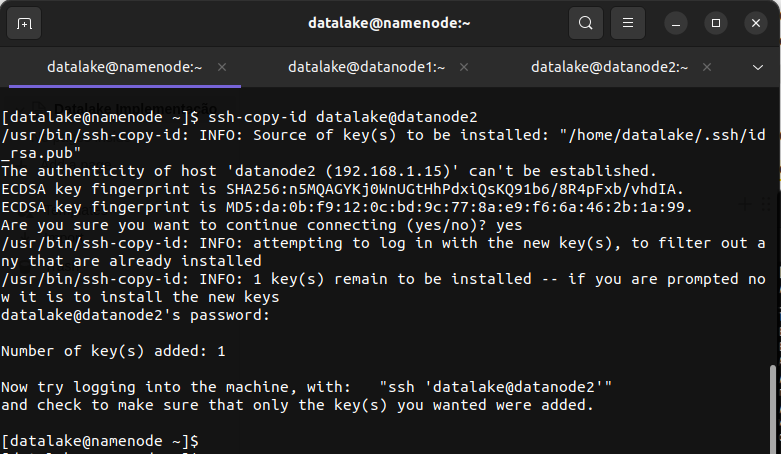 datalake@namenode:~
datalake@namenode:~ × datalake@datanode1:~ × datalake@datanode2:~ ×
Datalake Implementação
[datalake@namenode ~]$ ssh-copy-id datalake@datanode2
/usr/bin/ssh-copy-id: INFO: Source of key(s) to be installed: "/home/datalake/.ssh/id
_rsa.pub"
The authenticity of host 'datanode2 (192.168.1.15)' can't be established.
ECDSA key fingerprint is SHA256:n5MQAGYKj0WnUGtHhPdxiQsKQ91b6/8R4pFxb/vhdIA.
ECDSA key fingerprint is MD5:da:0b:f9:12:0c:bd:9c:77:8a:e9:f6:6a:46:2b:1a:99.
Are you sure you want to continue connecting (yes/no)? yes
/usr/bin/ssh-copy-id: INFO: attempting to log in with the new key(s), to filter out a
ny that are already installed
/usr/bin/ssh-copy-id: INFO: 1 key(s) remain to be installed -- if you are prompted no
w it is to install the new keys
datalake@datanode2's password:
Number of key(s) added: 1
Now try logging into the machine, with:   "ssh 'datalake@datanode2'"
and check to make sure that only the key(s) you wanted were added.
[datalake@namenode ~]$